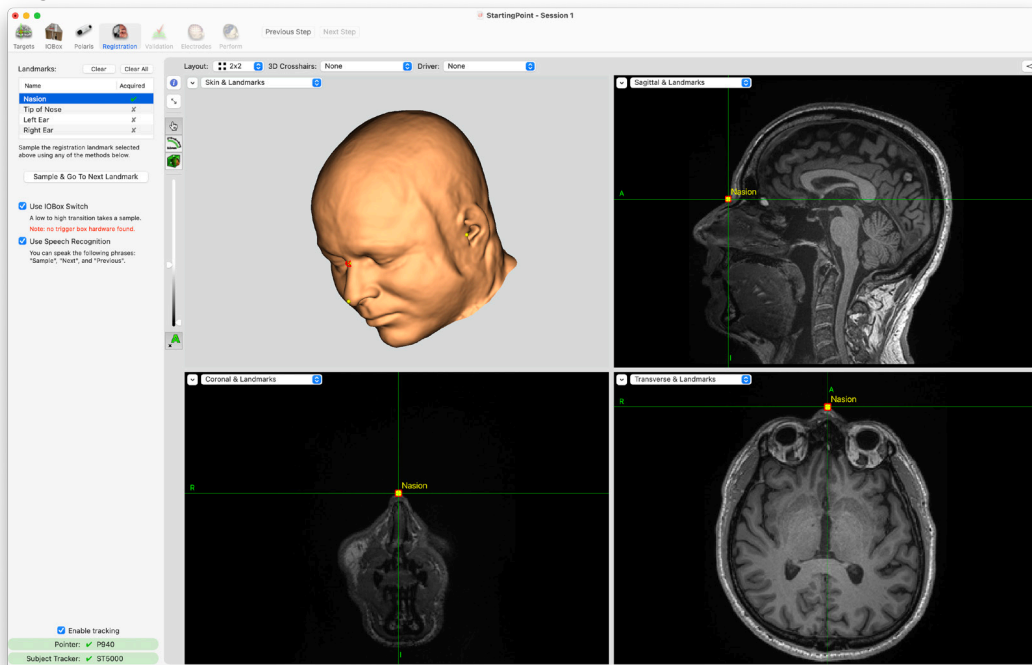 StartingPoint - Session 1
Targets IOBox Polaris Registration Validation Electrodes Perform
Previous Step Next Step
Landmarks: Clear Clear All
Name Acquired
Nasion ✓
Tip of Nose ✗
Left Ear ✗
Right Ear ✗
Sample the registration landmark selected
above using any of the methods below
Sample & Go To Next Landmark
Use IOBox Switch
A low to high transition takes a sample.
Note: no trigger box hardware found.
Use Speech Recognition
You can speak the following phrases:
"Sample", "Next", and "Previous".
Enable tracking
Pointer: ✓ P940
Subject Tracker: ✓ ST5000
Layout: 2x2 3D Crosshairs: None Driver: None
Skin & Landmarks
A
Sagittal & Landmarks
A
Nasion
I
Coronal & Landmarks
R
Nasion
I
Transverse & Landmarks
A
R
Nasion